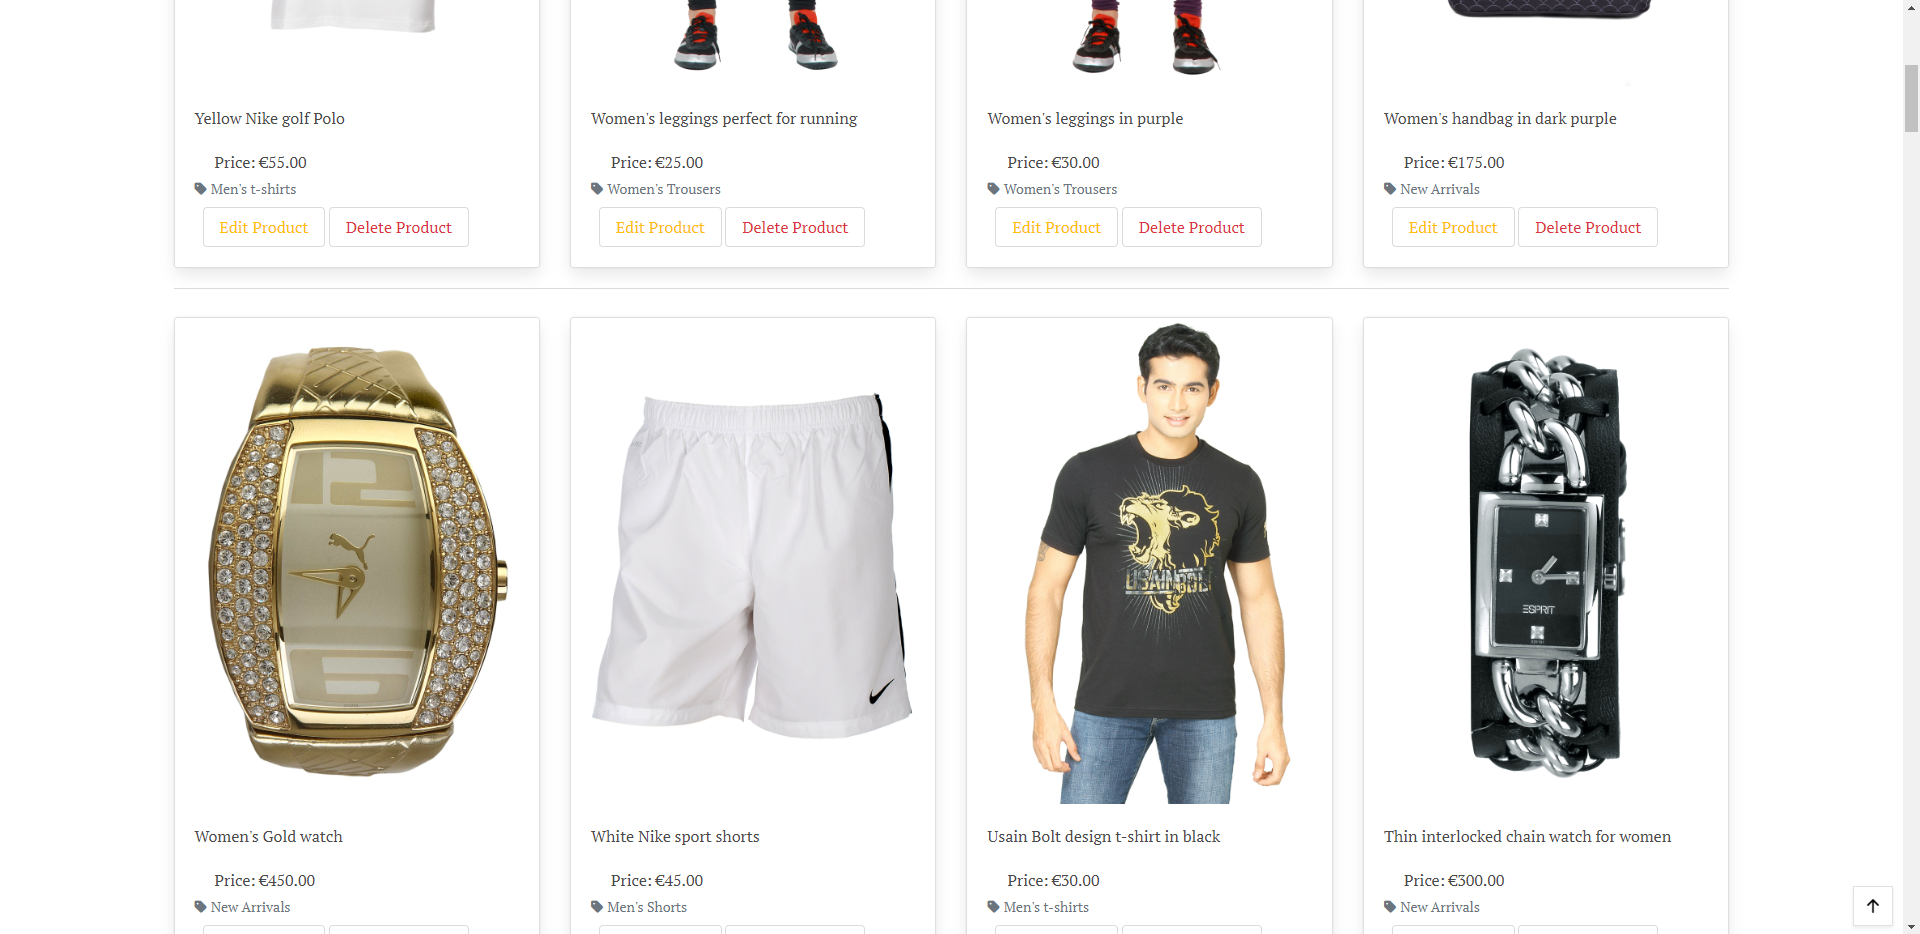 Yellow Nike golf Polo
Price: €55.00
Men's t-shirts
Edit Product
Delete Product
Women's leggings perfect for running
Price: €25.00
Women's Trousers
Edit Product
Delete Product
Women's leggings in purple
Price: €30.00
Women's Trousers
Edit Product
Delete Product
Women's handbag in dark purple
Price: €175.00
New Arrivals
Edit Product
Delete Product
Women's Gold watch
Price: €450.00
New Arrivals
White Nike sport shorts
Price: €45.00
Men's Shorts
USAIN BOLT
Usain Bolt design t-shirt in black
Price: €30.00
Men's t-shirts
ESPRIT
Thin interlocked chain watch for women
Price: €300.00
New Arrivals